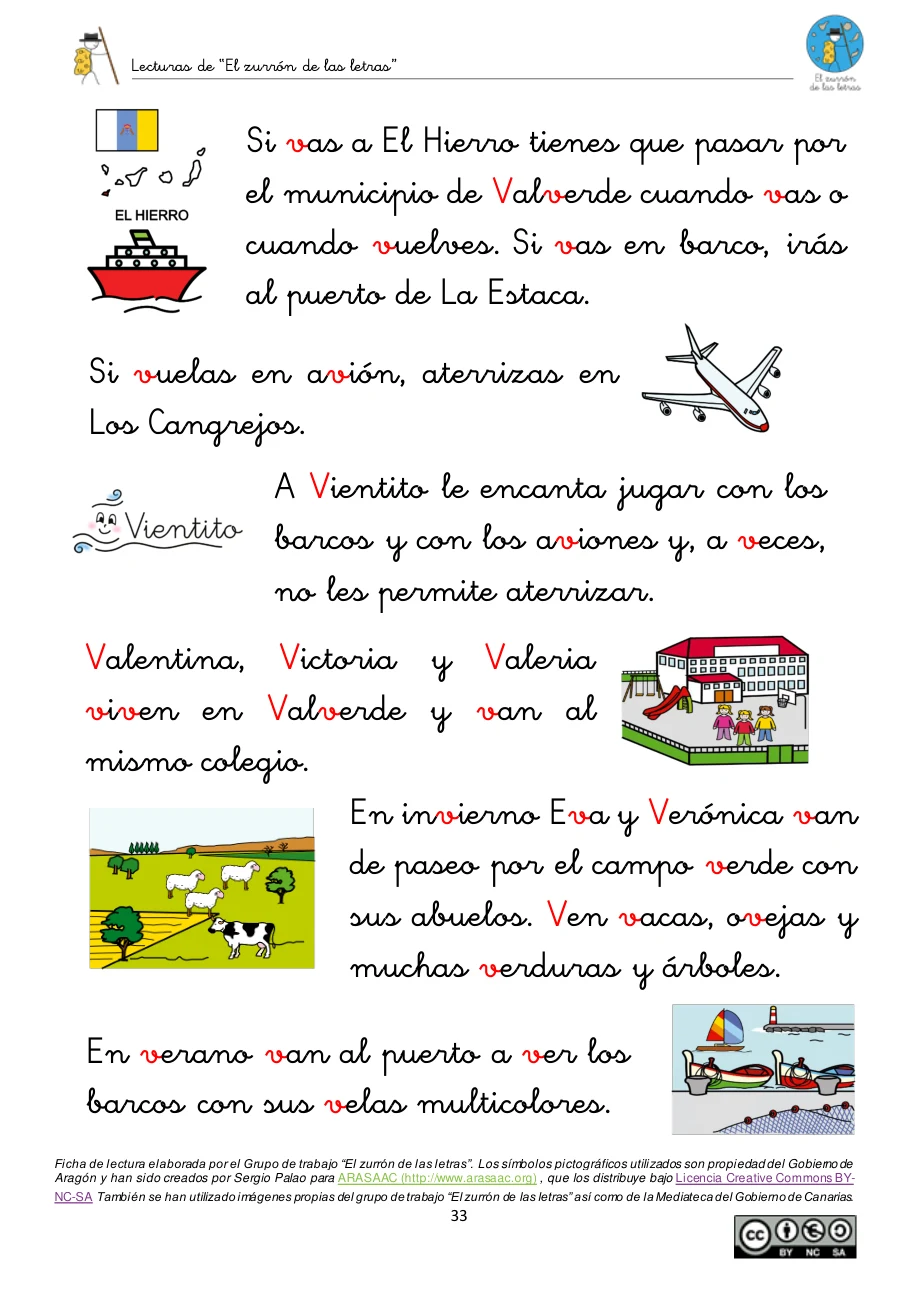 Lecturas de "El zurrón de las letras"
El zurrón
de las letras
EL HIERRO
Si vas a El Hierro tienes que pasar por
el municipio de Valverde cuando vas o
cuando vuelves. Si vas en barco, irás
al puerto de La Estaca.
Si vuelas en avión, aterrizas en
Los Cangrejos.
Vientito
A Vientito le encanta jugar con los
barcos y con los aviones y, a veces,
no les permite aterrizar.
Valentina, Victoria y Valeria
viven en Valverde y van al
mismo colegio.
En invierno Eva y Verónica van
de paseo por el campo verde con
sus abuelos. Ven vacas, ovejas y
muchas verduras y árboles.
En verano van al puerto a ver los
barcos con sus velas multicolores.
Ficha de lectura elaborada por el Grupo de trabajo "El zurrón de las letras". Los símbolos pictográficos utilizados son propiedad del Gobierno de
Aragón y han sido creados por Sergio Palao para ARASAAC (http://www.arasaac.org) , que los distribuye bajo Licencia Creative Commons BY-
NC-SA También se han utilizado imágenes propias del grupo de trabajo "El zurrón de las letras" así como de la Mediateca del Gobierno de Canarias.
33
cc BY NC SA